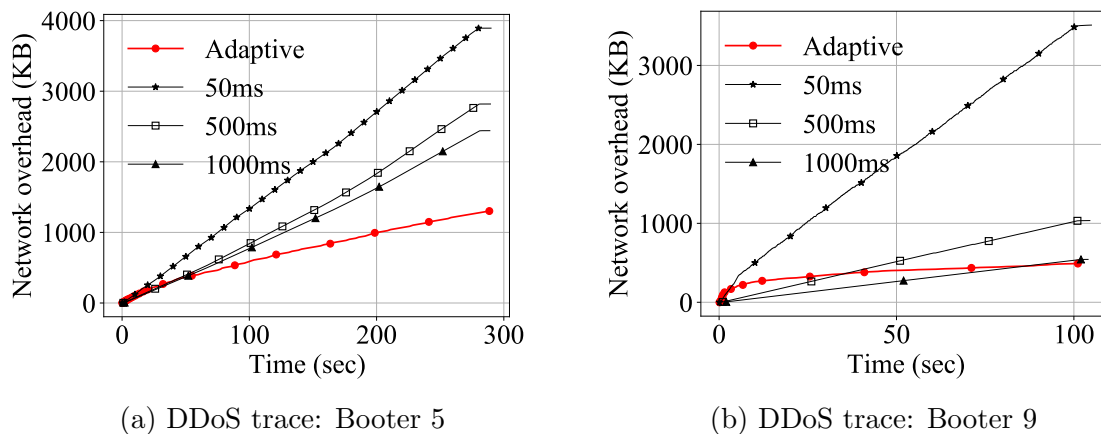 Network overhead (KB)
4000
3000
2000
1000
0
Adaptive
50ms
500ms
1000ms
0
100
200
300
Time (sec)
(a) DDoS trace: Booter 5
Network overhead (KB)
3000
2000
1000
0
Adaptive
50ms
500ms
1000ms
0
50
100
Time (sec)
(b) DDoS trace: Booter 9